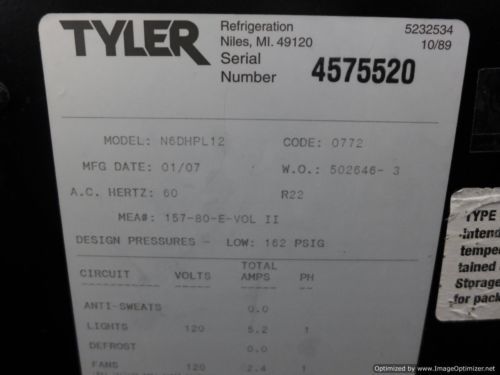 TYLER
Refrigeration
Niles, MI. 49120
Serial
Number 4575520
5232534
10/89
MODEL: N6DHPL12 CODE: 0772
MFG DATE: 01/07 W.O.: 502646- 3
A.C. HERTZ: 60 R22
MEA#: 157-80-E-VOL II
DESIGN PRESSURES - LOW: 162 PSIG
TOTAL
CIRCUIT VOLTS AMPS PH
ANTI-SWEATS 0.0
LIGHTS 120 5.2 1
DEFROST 0.0
FANS 120 2.4 1
TYPE
Intend
tempe
tained
Storage
for pack
Optimized by www.ImageOptimizer.net